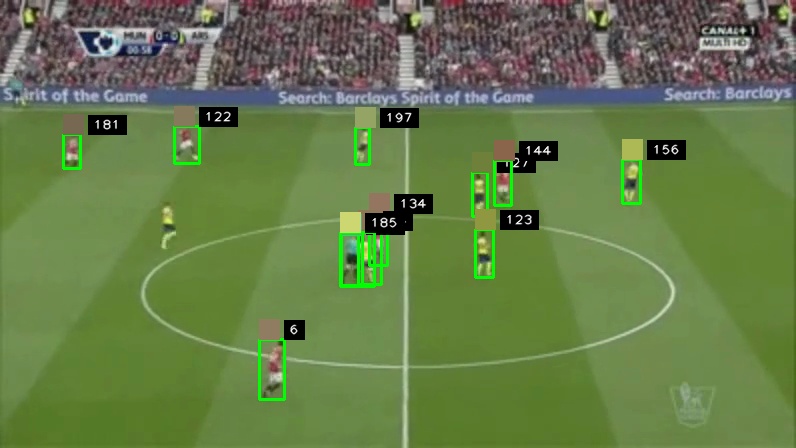 MUN 0-0 ARS
00:58
CANAL+ 1
MULTI HD
Spirit of the Game
Search: Barclays Spirit of the Game
Search: Barclays
181
122
197
144
127
156
134
185
123
6